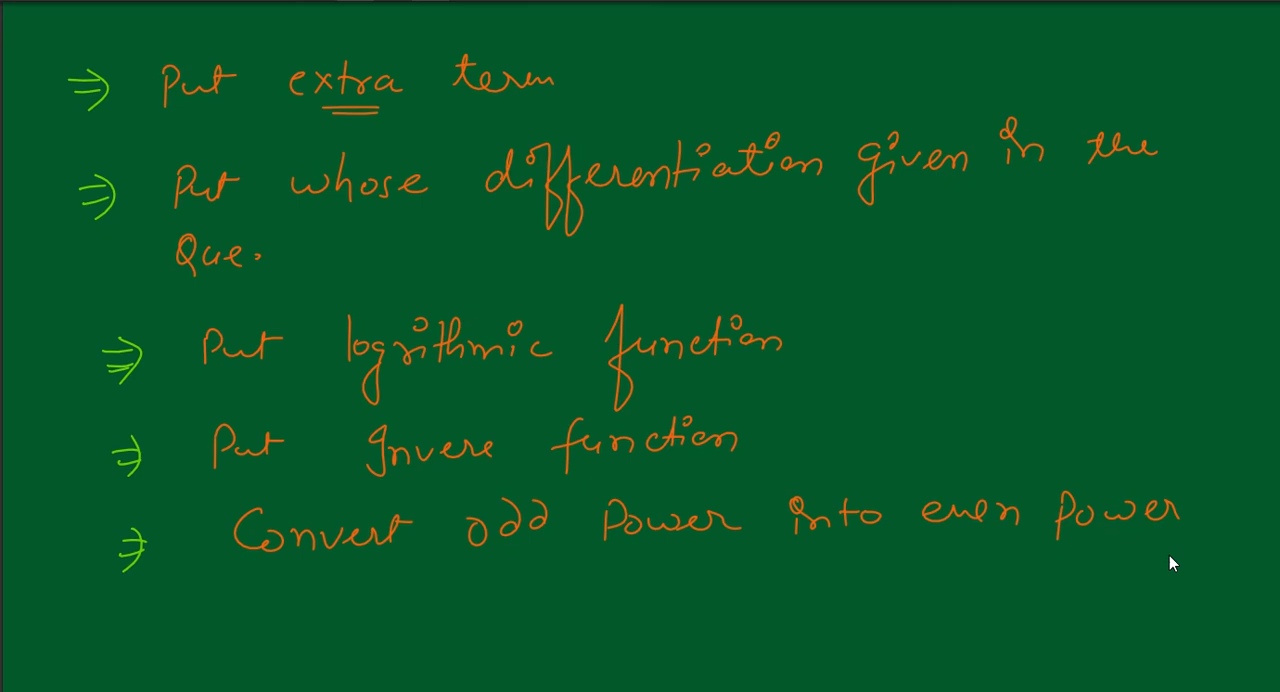 ⇒ Put extra term
⇒ Put whose differentiation given in the
Que.
⇒ Put logrithmic function
⇒ Put Invere function
⇒ Convert odd Power into even Power